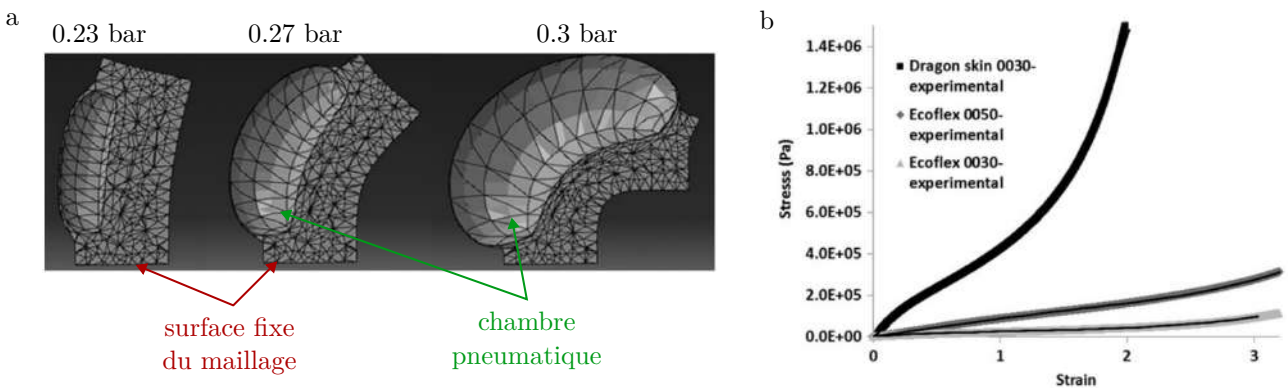 a
0.23 bar
0.27 bar
0.3 bar
surface fixe
du maillage
chambre
pneumatique
b
Stresss (Pa)
1.4E+06
1.2E+06
1.0E+06
8.0E+05
6.0E+05
4.0E+05
2.0E+05
0.0E+00
Dragon skin 0030-
experimental
Ecoflex 0050-
experimental
Ecoflex 0030-
experimental
0
1
2
3
Strain